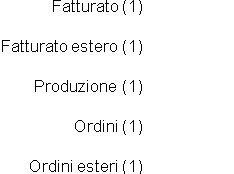 Fatturato (1)
Fatturato estero (1)
Produzione (1)
Ordini (1)
Ordini esteri (1)